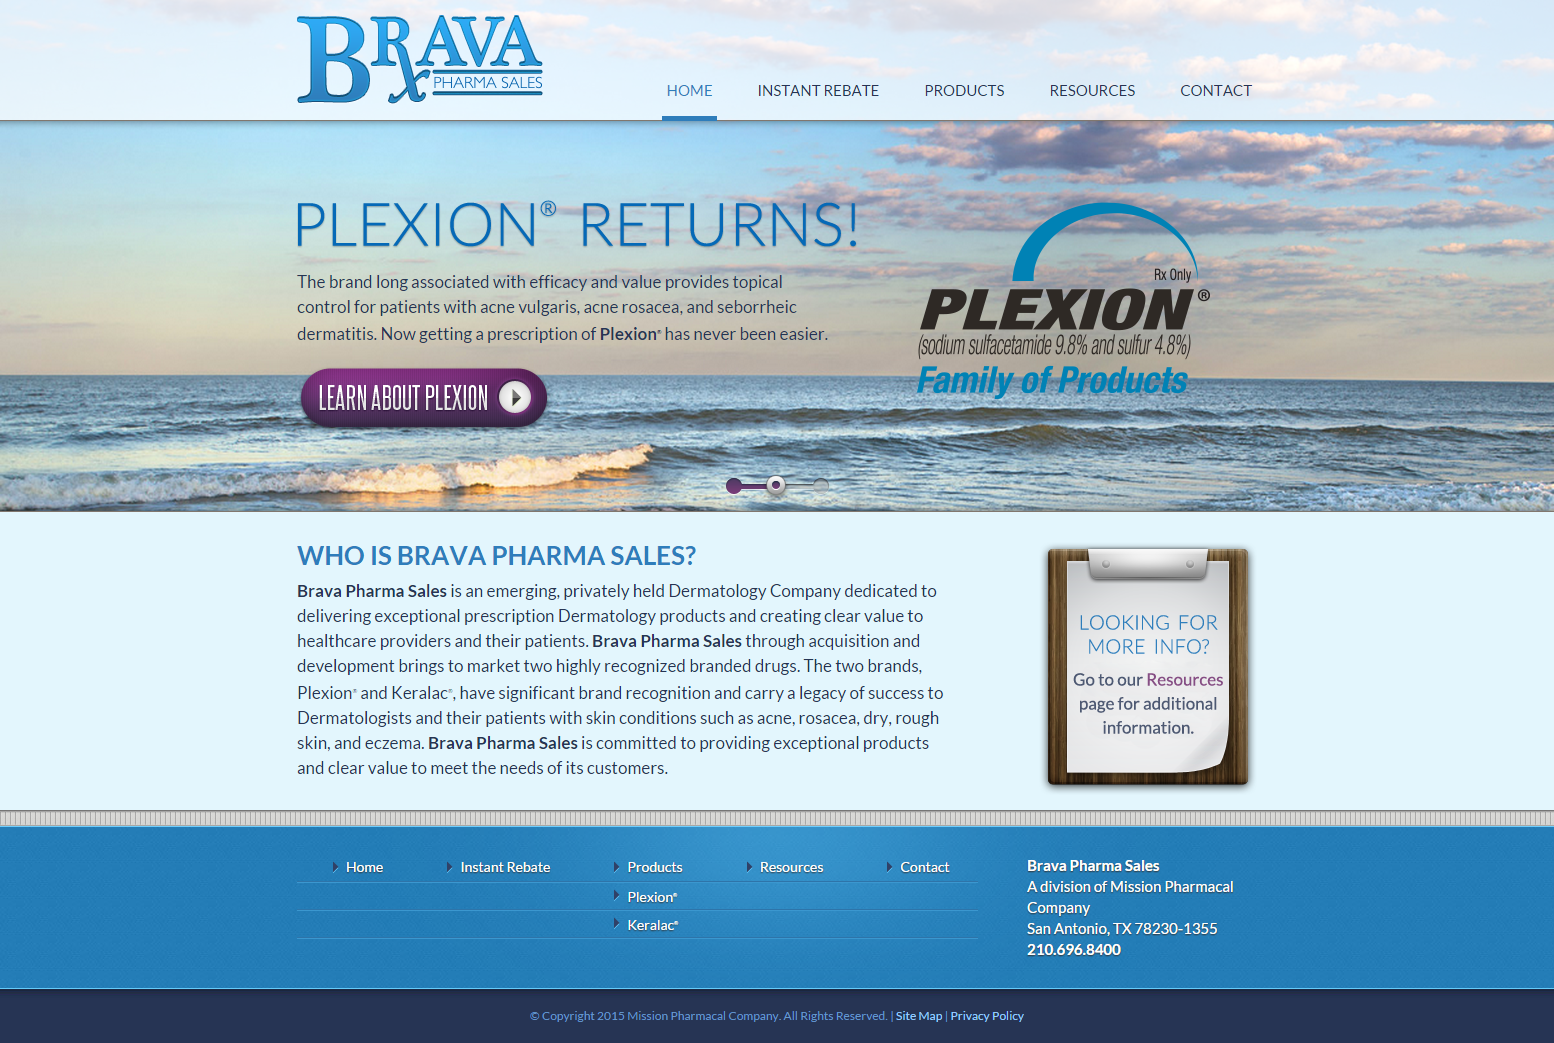 BRAVA
Rx PHARMA SALES
HOME INSTANT REBATE PRODUCTS RESOURCES CONTACT
PLEXION® RETURNS!
The brand long associated with efficacy and value provides topical
control for patients with acne vulgaris, acne rosacea, and seborrheic
dermatitis. Now getting a prescription of Plexion® has never been easier.
LEARN ABOUT PLEXION
Rx Only
PLEXION®
(sodium sulfacetamide 9.8% and sulfur 4.8%)
Family of Products
WHO IS BRAVA PHARMA SALES?
Brava Pharma Sales is an emerging, privately held Dermatology Company dedicated to
delivering exceptional prescription Dermatology products and creating clear value to
healthcare providers and their patients. Brava Pharma Sales through acquisition and
development brings to market two highly recognized branded drugs. The two brands,
Plexion® and Keralac®, have significant brand recognition and carry a legacy of success to
Dermatologists and their patients with skin conditions such as acne, rosacea, dry, rough
skin, and eczema. Brava Pharma Sales is committed to providing exceptional products
and clear value to meet the needs of its customers.
LOOKING FOR
MORE INFO?
Go to our Resources
page for additional
information.
Home Instant Rebate Products Resources Contact
Plexion®
Keralac®
Brava Pharma Sales
A division of Mission Pharmacal
Company
San Antonio, TX 78230-1355
210.696.8400
© Copyright 2015 Mission Pharmacal Company. All Rights Reserved. | Site Map | Privacy Policy